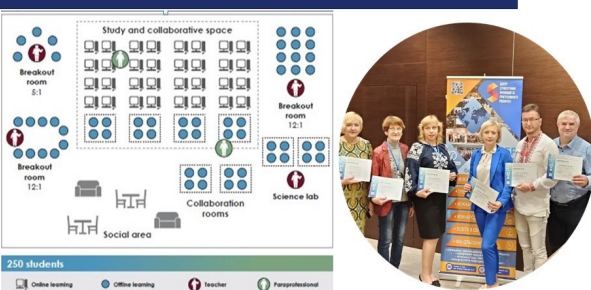 Study and collaborative space
Breakout
room
5:1
Breakout
room
12:1
Breakout
room
12:1
Science lab
Collaboration
rooms
Social area
250 students
Online learning
Offline learning
Teacher
Paraprofessional